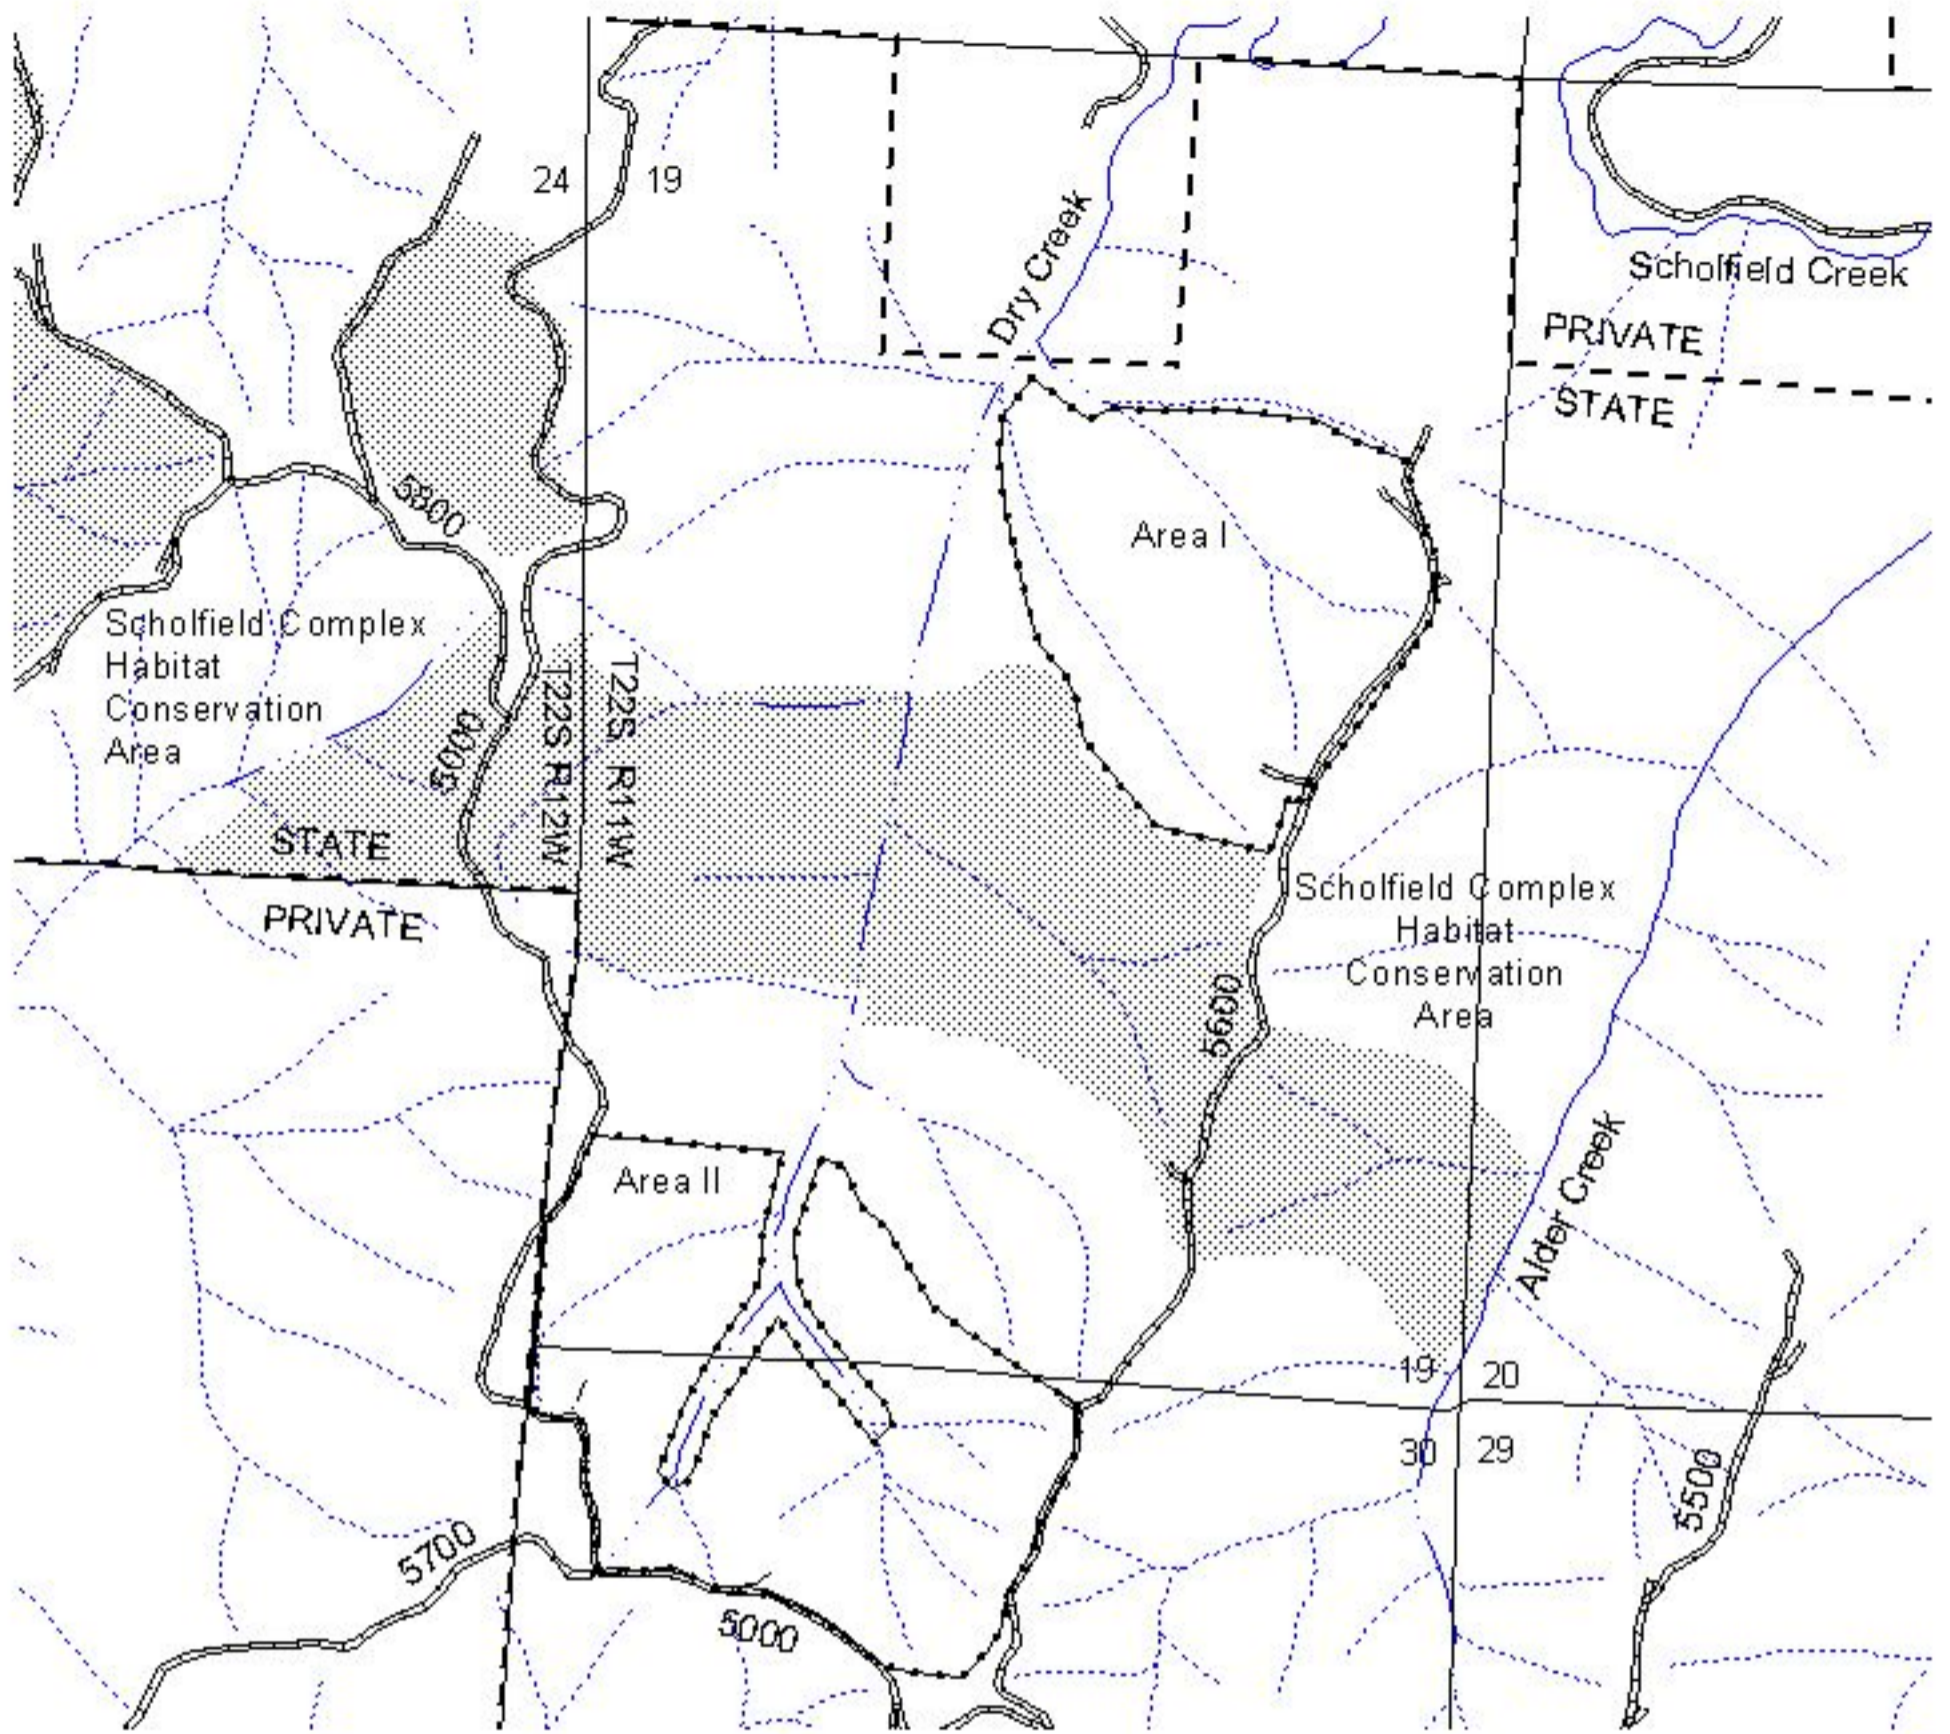 24
19
Dry Creek
Scholfield Creek
PRIVATE
STATE
5800
Area I
Scholfield Complex
Habitat
Conservation
Area
T22S R12W
T22S R11W
5000
STATE
PRIVATE
Scholfield Complex
Habitat
Conservation
Area
5600
Area II
Alder Creek
19
20
30
29
5500
5700
5000